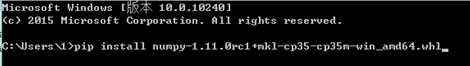 Microsoft Windows [版本 10.0.10240]
(c) 2015 Microsoft Corporation. All rights reserved.
C:\Users\1>pip install numpy-1.11.0rc1+mkl-cp35-cp35m-win_amd64.whl